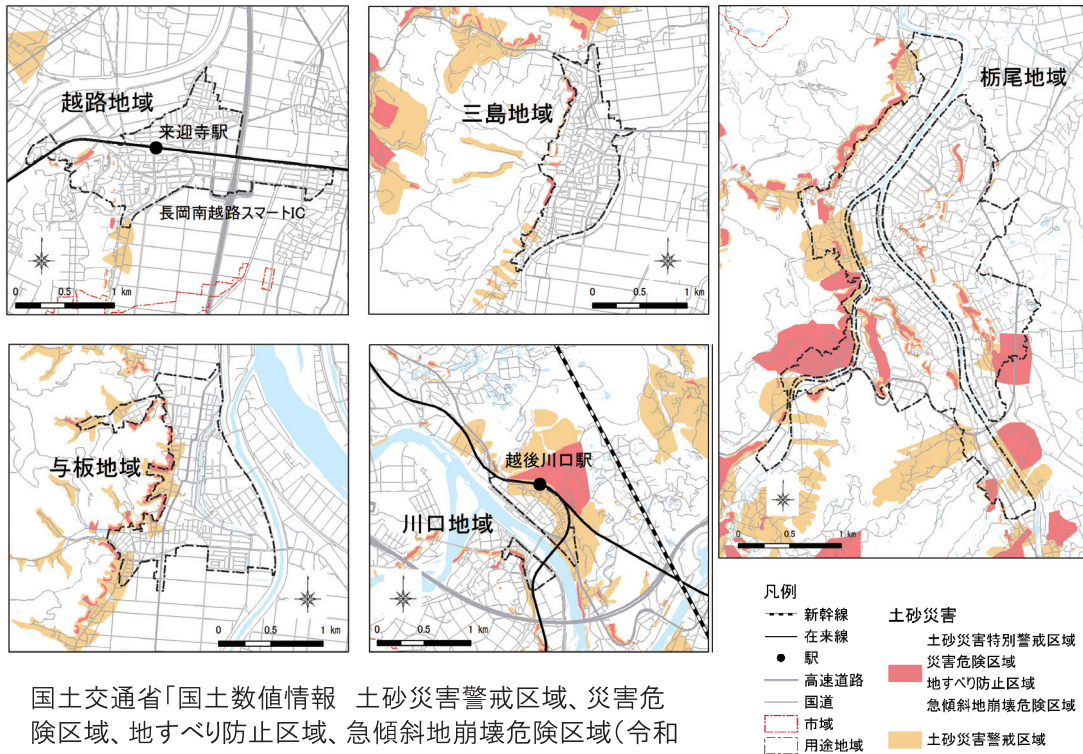 越路地域
来迎寺駅
長岡南越路スマートIC
0 0.5 1 km
三島地域
0 0.5 1 km
栃尾地域
0 0.5 1 km
与板地域
0 0.5 1 km
越後川口駅
川口地域
0 0.5 1 km
凡例
新幹線
在来線
駅
高速道路
国道
市域
用途地域
土砂災害
土砂災害特別警戒区域
災害危険区域
地すべり防止区域
急傾斜地崩壊危険区域
土砂災害警戒区域
国土交通省「国土数値情報 土砂災害警戒区域、災害危
険区域、地すべり防止区域、急傾斜地崩壊危険区域(令和